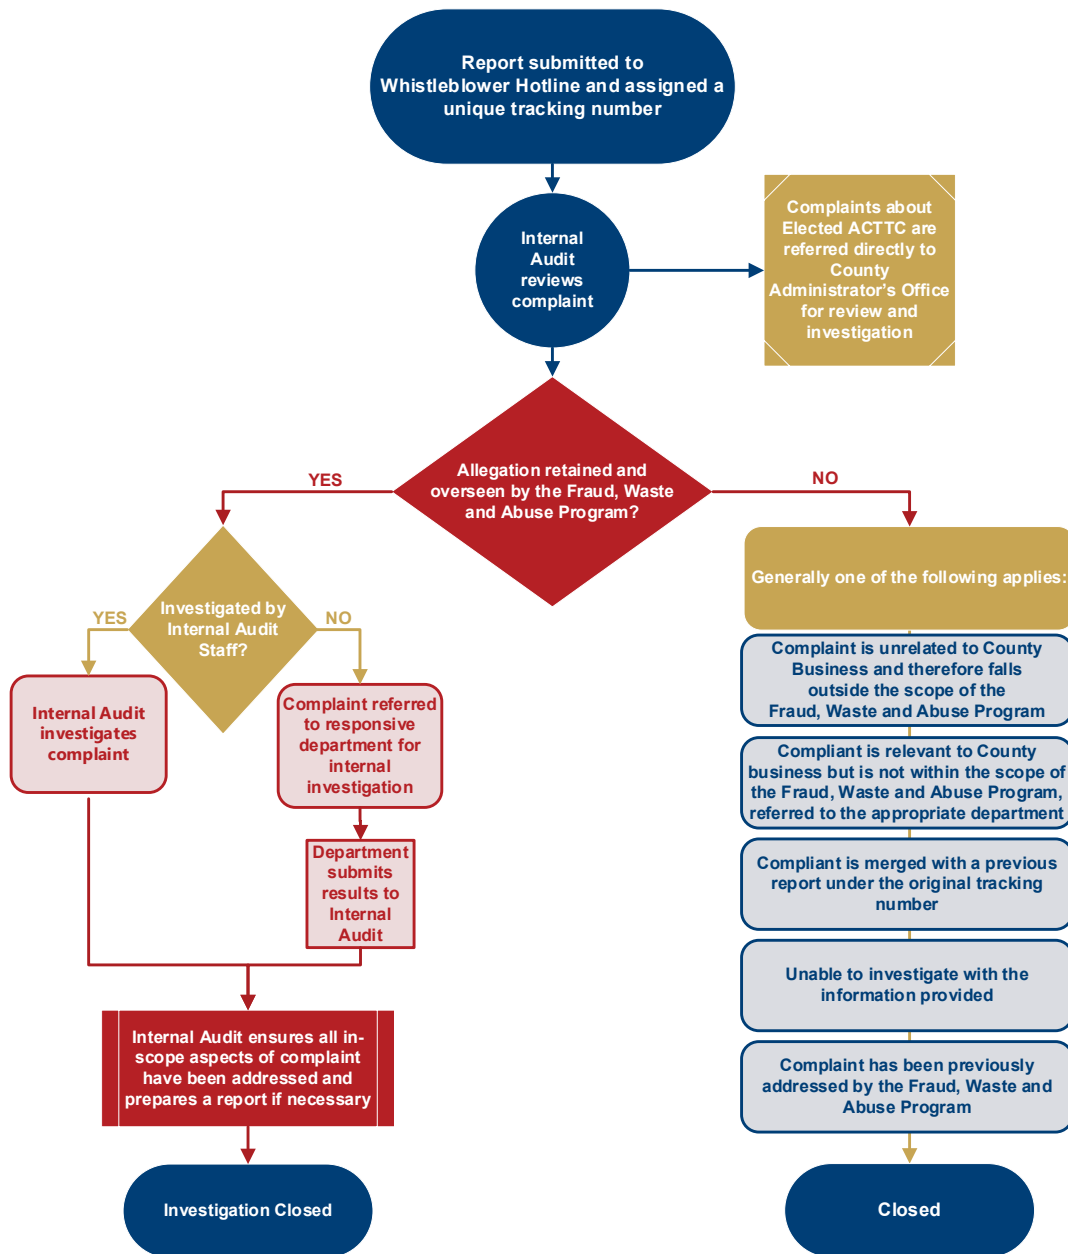 Report submitted to
Whistleblower Hotline and assigned a
unique tracking number
Internal
Audit
reviews
complaint
Complaints about
Elected ACTTC are
referred directly to
County
Administrator’s Office
for review and
investigation
Allegation retained and
overseen by the Fraud, Waste
and Abuse Program?
YES
NO
Investigated by
Internal Audit
Staff?
YES
NO
Internal Audit
investigates
complaint
Complaint referred
to responsive
department for
internal
investigation
Department
submits
results to
Internal
Audit
Internal Audit ensures all in-
scope aspects of complaint
have been addressed and
prepares a report if necessary
Investigation Closed
Generally one of the following applies:
Complaint is unrelated to County
Business and therefore falls
outside the scope of the
Fraud, Waste and Abuse Program
Compliant is relevant to County
business but is not within the scope of
the Fraud, Waste and Abuse Program,
referred to the appropriate department
Compliant is merged with a previous
report under the original tracking
number
Unable to investigate with the
information provided
Complaint has been previously
addressed by the Fraud, Waste and
Abuse Program
Closed